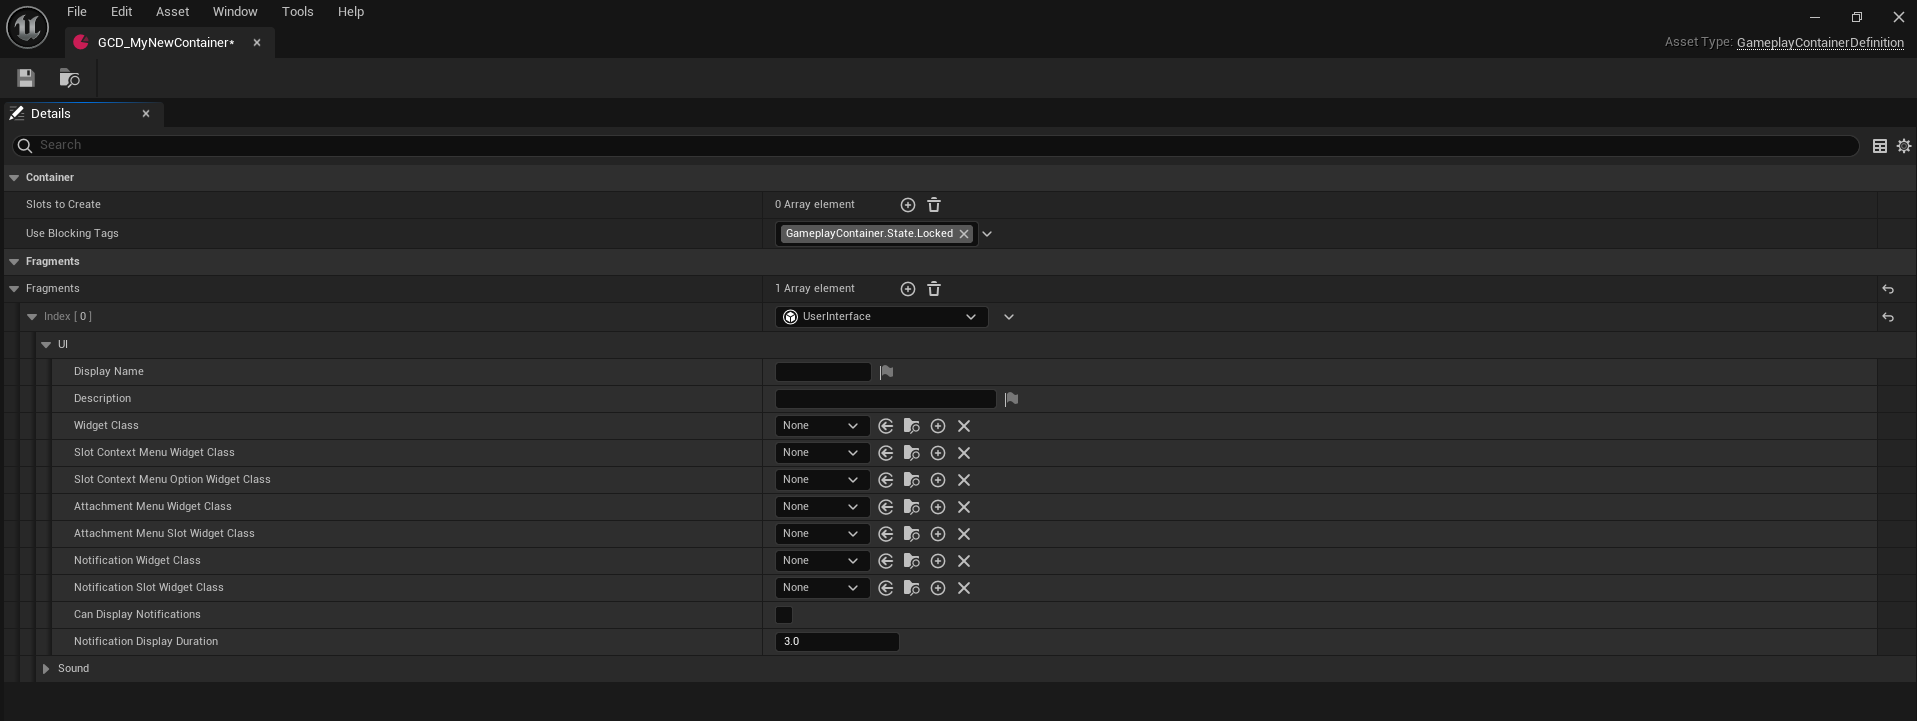 File Edit Asset Window Tools Help
GCD_MyNewContainer*
Asset Type: GameplayContainerDefinition
Details
Search
Container
Slots to Create 0 Array element
Use Blocking Tags GameplayContainer.State.Locked
Fragments
Fragments 1 Array element
Index [ 0 ] UserInterface
UI
Display Name
Description
Widget Class None
Slot Context Menu Widget Class None
Slot Context Menu Option Widget Class None
Attachment Menu Widget Class None
Attachment Menu Slot Widget Class None
Notification Widget Class None
Notification Slot Widget Class None
Can Display Notifications
Notification Display Duration 3.0
Sound